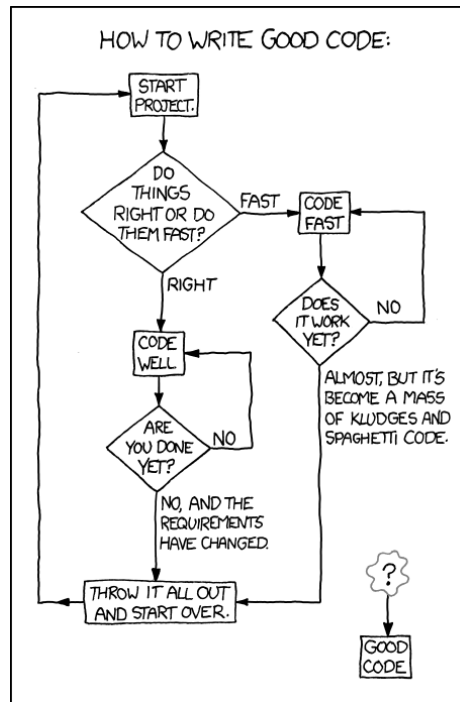 HOW TO WRITE GOOD CODE:
START
PROJECT.
DO
THINGS
RIGHT OR DO
THEM FAST?
FAST
CODE
FAST
RIGHT
DOES
IT WORK
YET?
NO
CODE
WELL
ALMOST, BUT IT'S
BECOME A MASS
OF KLUDGES AND
SPAGHETTI CODE.
ARE
YOU DONE
YET?
NO
NO, AND THE
REQUIREMENTS
HAVE CHANGED.
THROW IT ALL OUT
AND START OVER.
?
GOOD
CODE